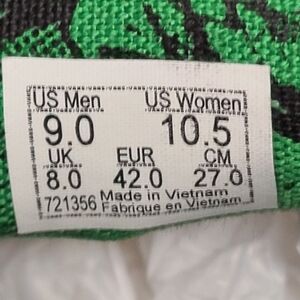 US Men US Women
9.0 10.5
UK EUR CM
8.0 42.0 27.0
721356 Made in Vietnam
Fabrique en Vietnam